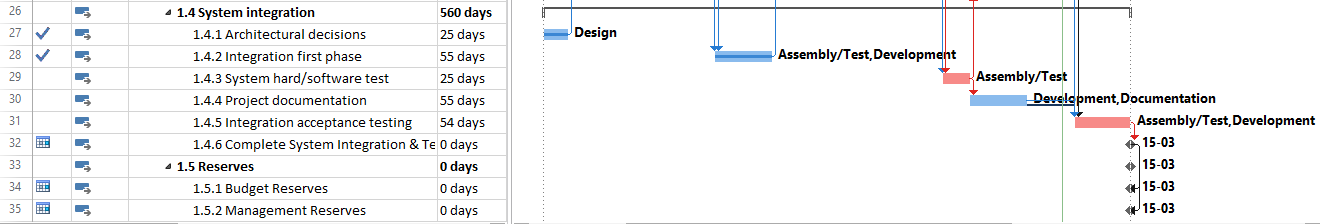 26 1.4 System integration 560 days
27 1.4.1 Architectural decisions 25 days Design
28 1.4.2 Integration first phase 55 days Assembly/Test,Development
29 1.4.3 System hard/software test 25 days Assembly/Test
30 1.4.4 Project documentation 55 days Development,Documentation
31 1.4.5 Integration acceptance testing 54 days Assembly/Test,Development
32 1.4.6 Complete System Integration & Te 0 days 15-03
33 1.5 Reserves 0 days 15-03
34 1.5.1 Budget Reserves 0 days 15-03
35 1.5.2 Management Reserves 0 days 15-03